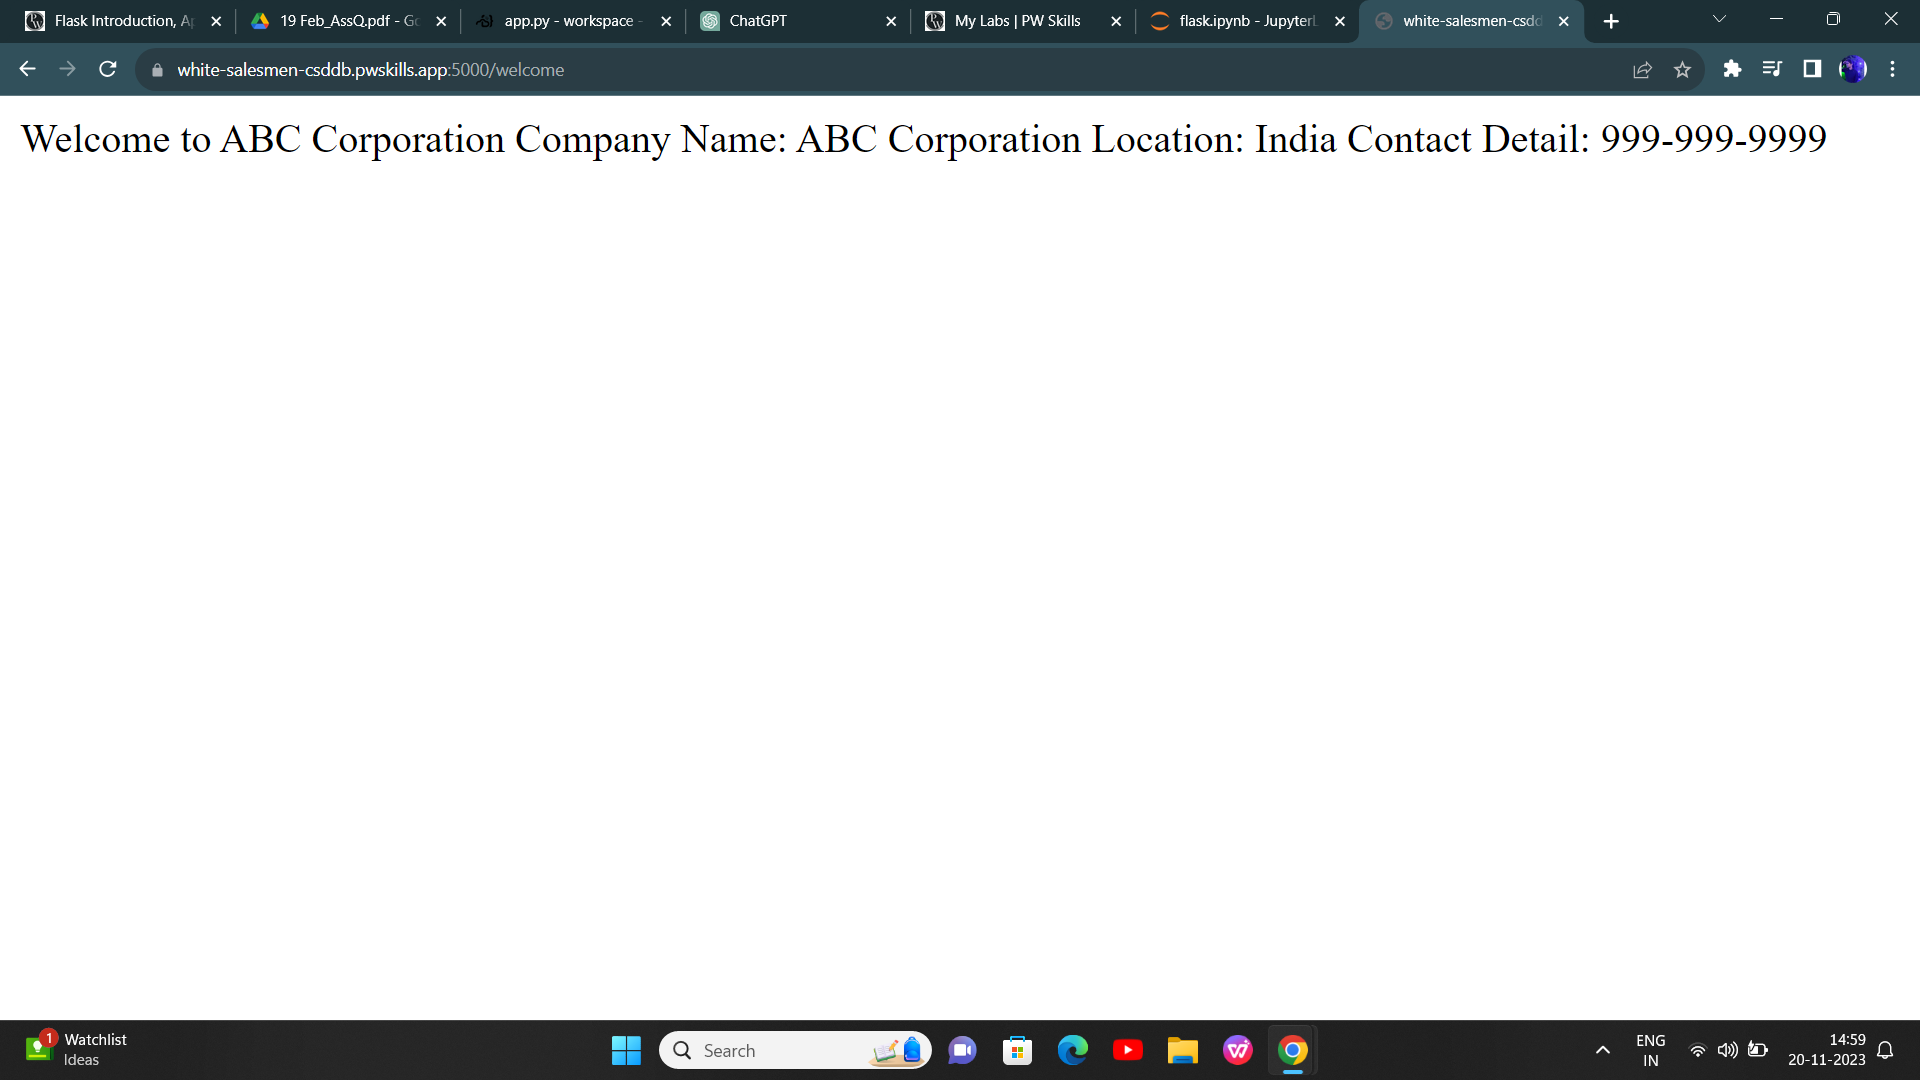 Flask Introduction, Ap
19 Feb_AssQ.pdf - Go
app.py - workspace -
ChatGPT
My Labs | PW Skills
flask.ipynb - JupyterL
white-salesmen-csdd
white-salesmen-csddb.pwskills.app:5000/welcome
Welcome to ABC Corporation Company Name: ABC Corporation Location: India Contact Detail: 999-999-9999
1
Watchlist
Ideas
Search
ENG
IN
14:59
20-11-2023